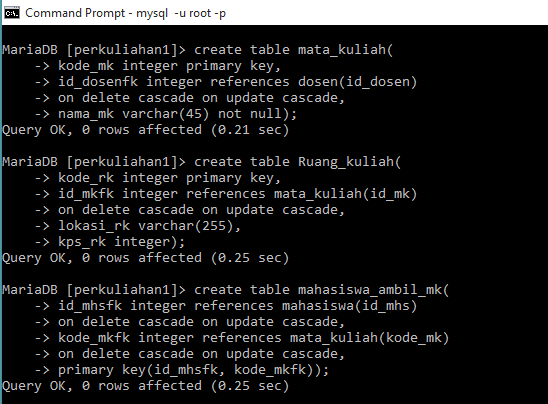 Command Prompt - mysql -u root -p
MariaDB [perkuliahan1]> create table mata_kuliah(
-> kode_mk integer primary key,
-> id_dosenfk integer references dosen(id_dosen)
-> on delete cascade on update cascade,
-> nama_mk varchar(45) not null);
Query OK, 0 rows affected (0.21 sec)
MariaDB [perkuliahan1]> create table Ruang_kuliah(
-> kode_rk integer primary key,
-> id_mkfk integer references mata_kuliah(id_mk)
-> on delete cascade on update cascade,
-> lokasi_rk varchar(255),
-> kps_rk integer);
Query OK, 0 rows affected (0.25 sec)
MariaDB [perkuliahan1]> create table mahasiswa_ambil_mk(
-> id_mhsfk integer references mahasiswa(id_mhs)
-> on delete cascade on update cascade,
-> kode_mkfk integer references mata_kuliah(kode_mk)
-> on delete cascade on update cascade,
-> primary key(id_mhsfk, kode_mkfk));
Query OK, 0 rows affected (0.25 sec)